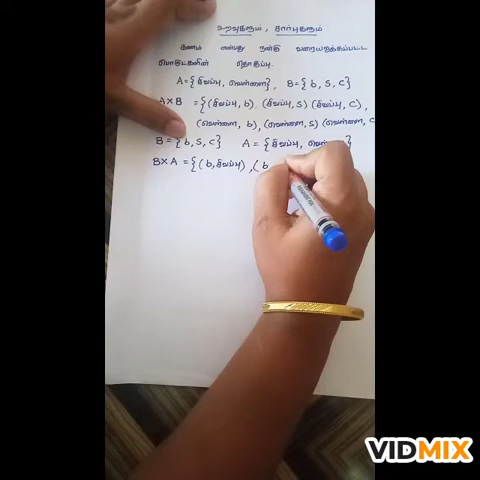 உறவுகளும், சார்புகளும்
கணம் என்பது நன்கு வரையறுக்கப்பட்ட
பொருட்களின் தொகுப்பு.
A={சிவப்பு, வெள்ளை}, B={b, S, C}
A×B ={(சிவப்பு, b) (சிவப்பு, S) (சிவப்பு, C),
(வெள்ளை, b), (வெள்ளை, S) (வெள்ளை, C
B={b, S, C} A={சிவப்பு, }
B×A ={(b, சிவப்பு), (b
VIDMIX